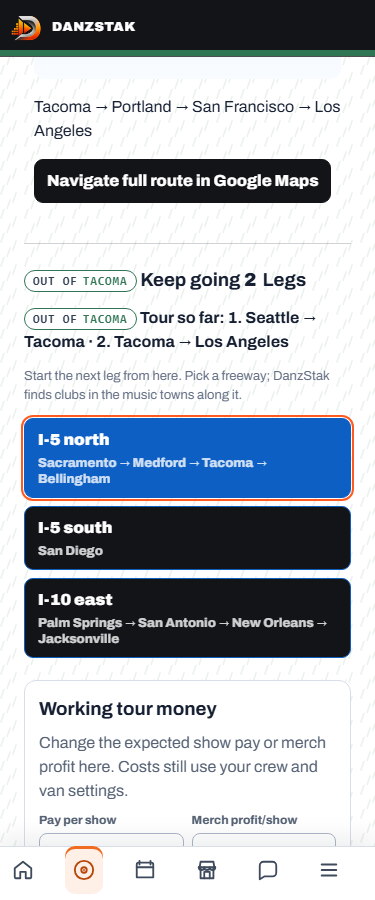 DANZSTAK
Tacoma → Portland → San Francisco → Los
Angeles
Navigate full route in Google Maps
OUT OF TACOMA Keep going 2 Legs
OUT OF TACOMA Tour so far: 1. Seattle →
Tacoma · 2. Tacoma → Los Angeles
Start the next leg from here. Pick a freeway; DanzStak
finds clubs in the music towns along it.
I-5 north
Sacramento → Medford → Tacoma →
Bellingham
I-5 south
San Diego
I-10 east
Palm Springs → San Antonio → New Orleans →
Jacksonville
Working tour money
Change the expected show pay or merch
profit here. Costs still use your crew and
van settings.
Pay per show Merch profit/show